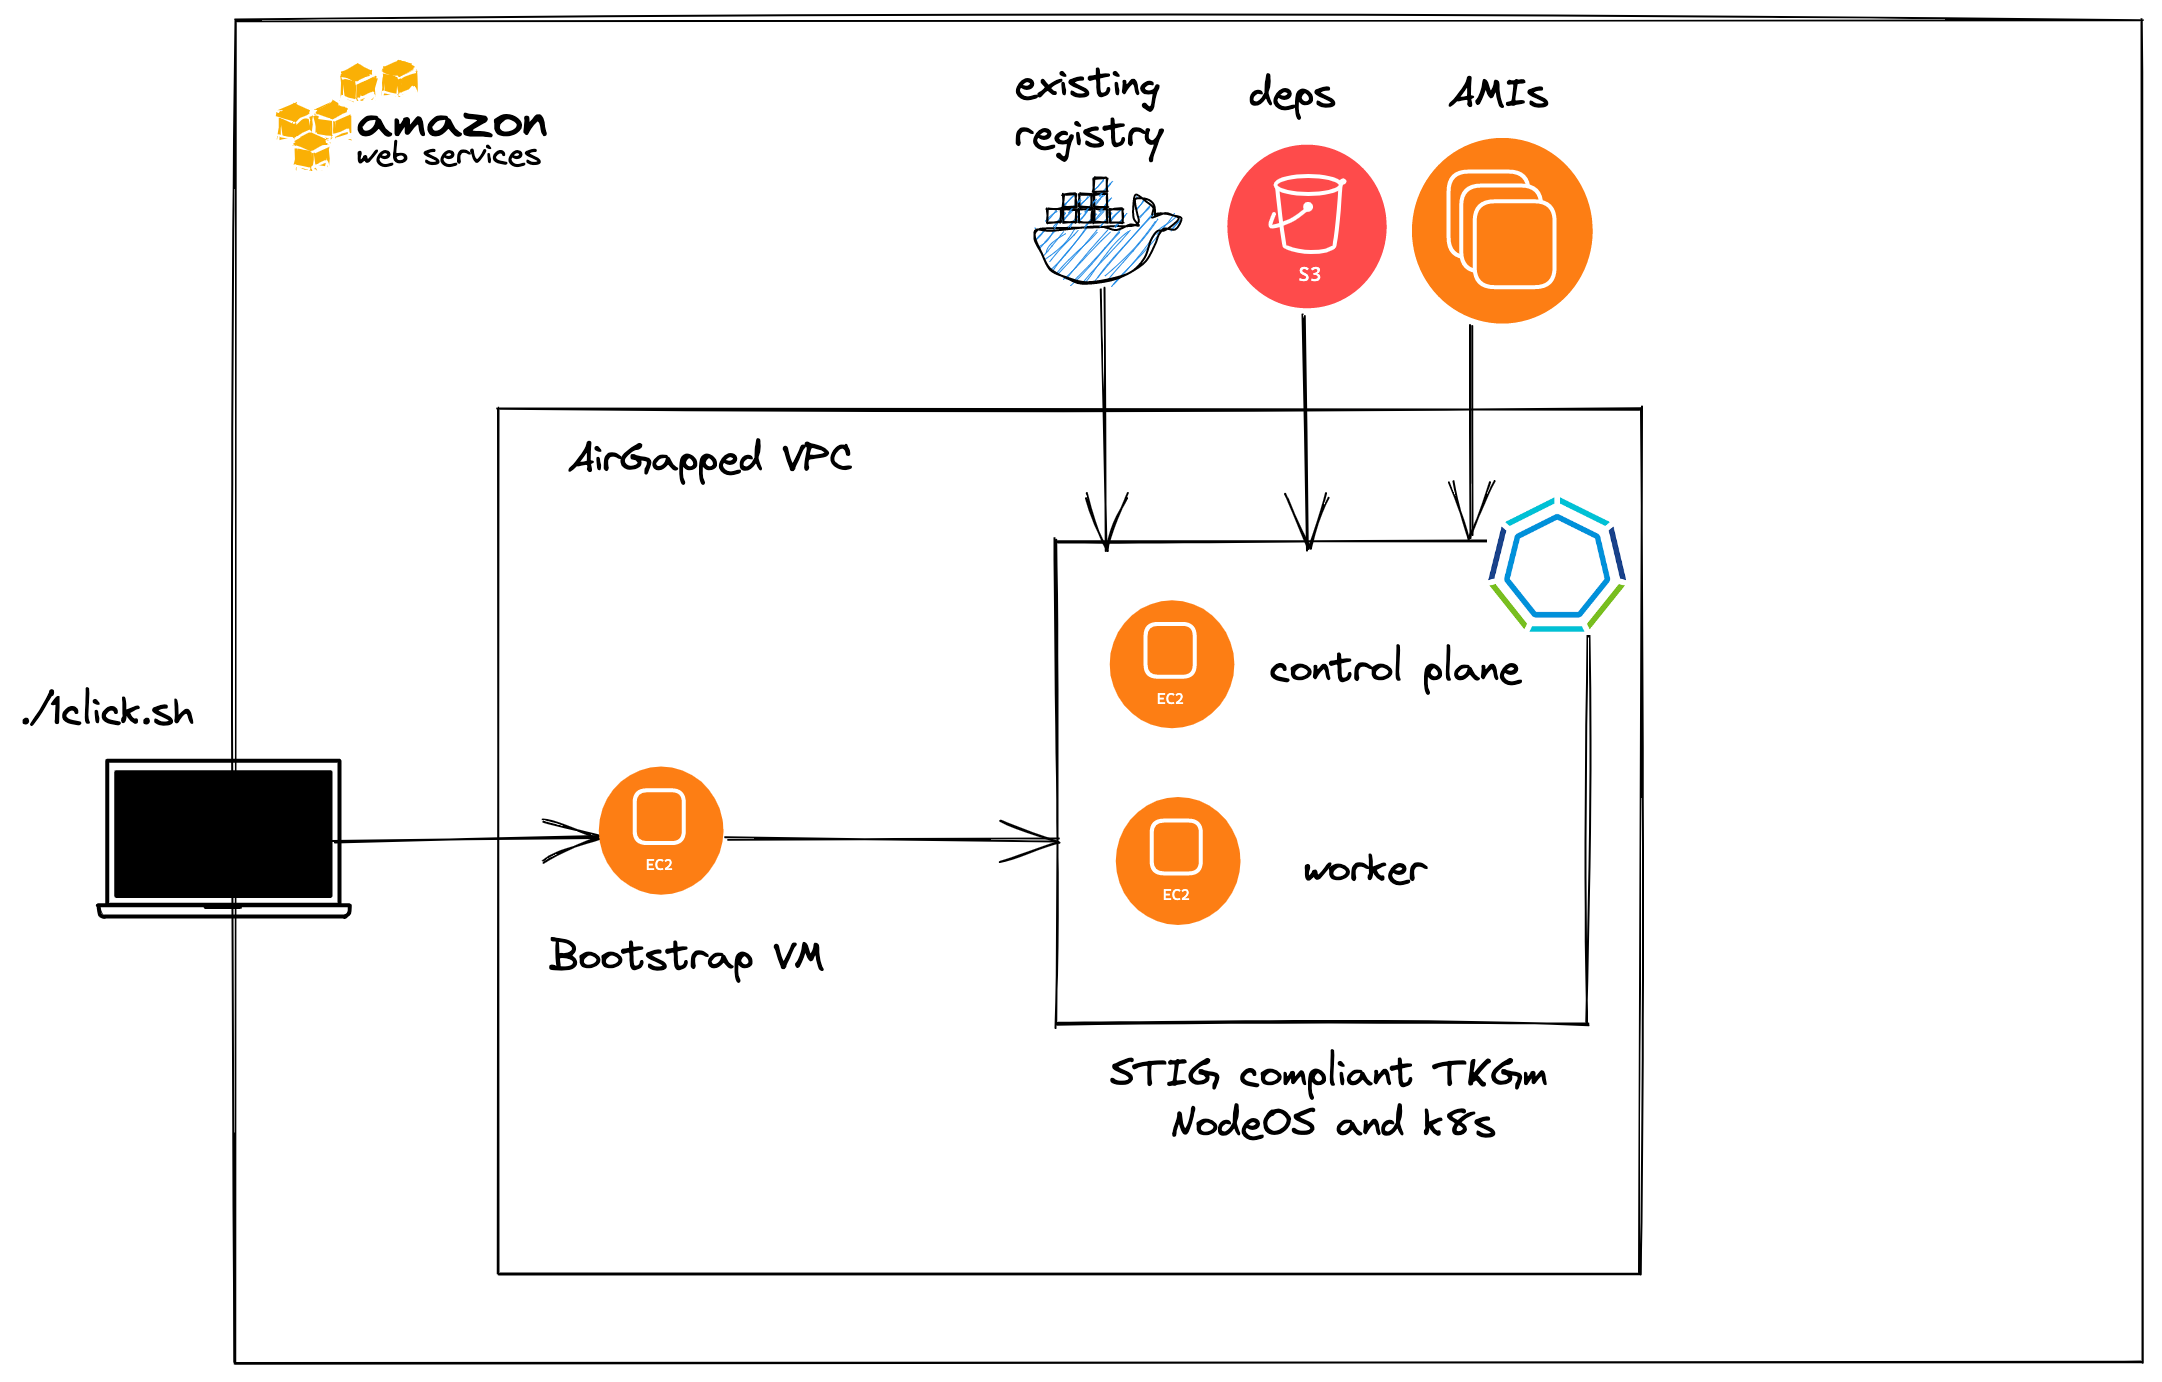 amazon
web services
existing
registry
deps
AMIs
S3
AirGapped VPC
EC2
control plane
./1click.sh
EC2
EC2
worker
Bootstrap VM
STIG compliant TKGm
NodeOS and k8s